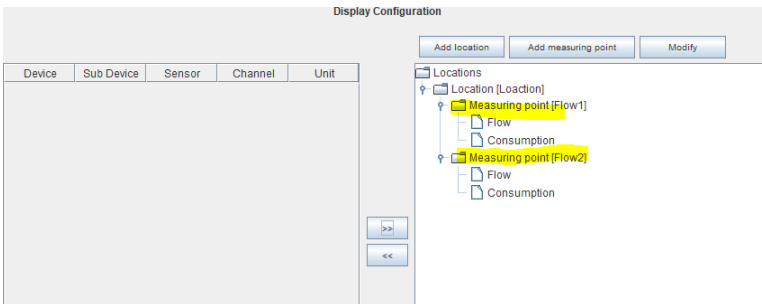 Display Configuration
Add location Add measuring point Modify
Device Sub Device Sensor Channel Unit
Locations
Location [Loaction]
Measuring point [Flow1]
Flow
Consumption
Measuring point [Flow2]
Flow
Consumption
>>
<<